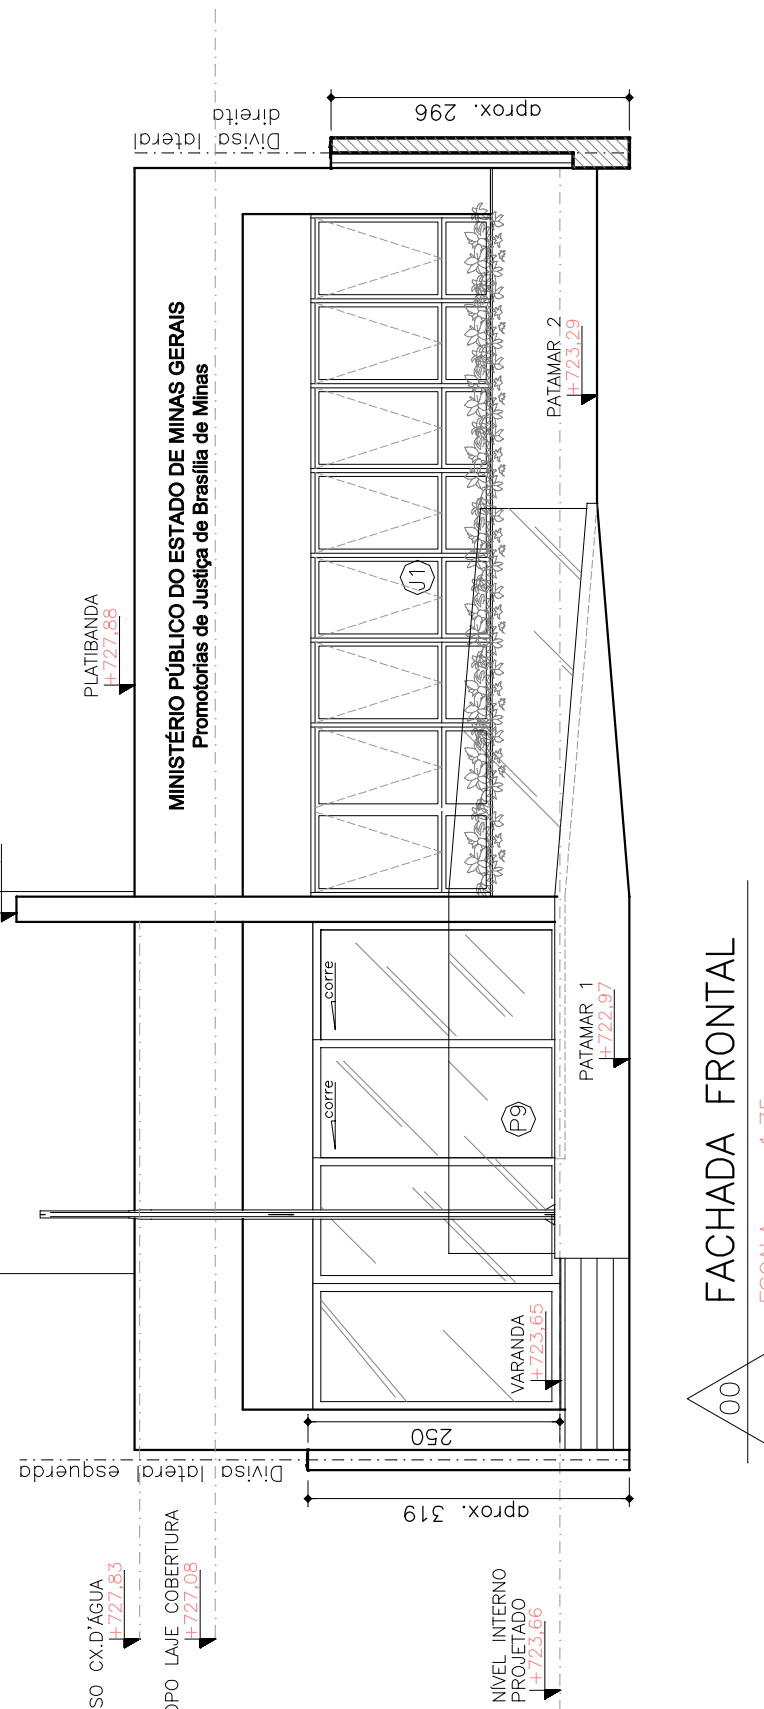 Divisa lateral
direita
aprox. 296
MINISTÉRIO PÚBLICO DO ESTADO DE MINAS GERAIS
Promotorias de Justiça de Brasília de Minas
PLATIBANDA
+727,88
PATAMAR 2
+723,29
J1
corre
corre
P9
PATAMAR 1
+722,97
VARANDA
+723,65
250
Divisa lateral esquerda
aprox. 319
CX.D'ÁGUA
+727,83
LAJE COBERTURA
+727,08
NÍVEL INTERNO
PROJETADO
+723,66
FACHADA FRONTAL
00